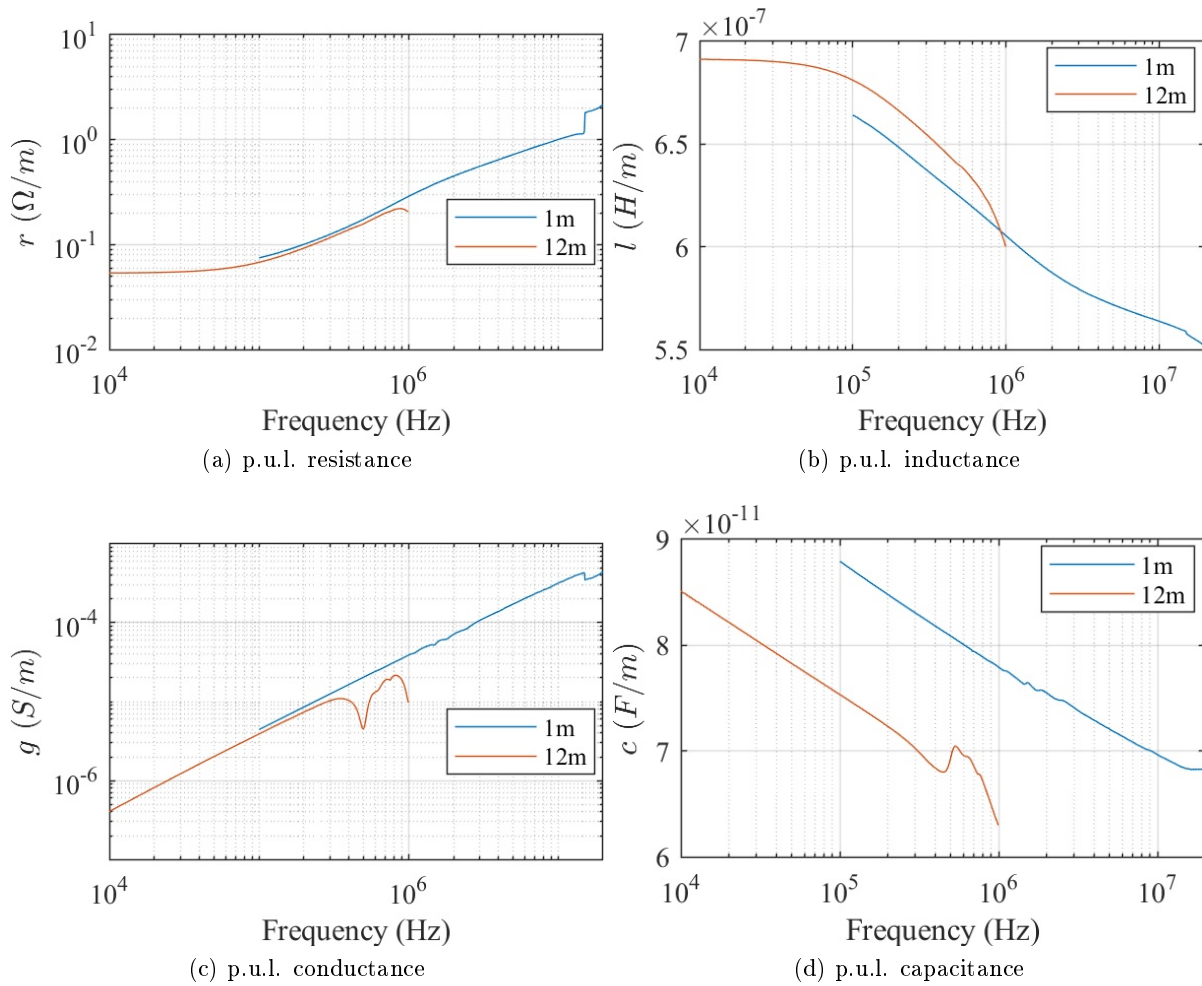 10^1
10^0
10^-1
10^-2
r (Ω/m)
1m
12m
10^4
10^6
Frequency (Hz)
(a) p.u.l. resistance
×10^-7
7
6.5
6
5.5
l (H/m)
1m
12m
10^4
10^5
10^6
10^7
Frequency (Hz)
(b) p.u.l. inductance
10^-4
10^-6
g (S/m)
1m
12m
10^4
10^6
Frequency (Hz)
(c) p.u.l. conductance
×10^-11
9
8
7
6
c (F/m)
1m
12m
10^4
10^5
10^6
10^7
Frequency (Hz)
(d) p.u.l. capacitance